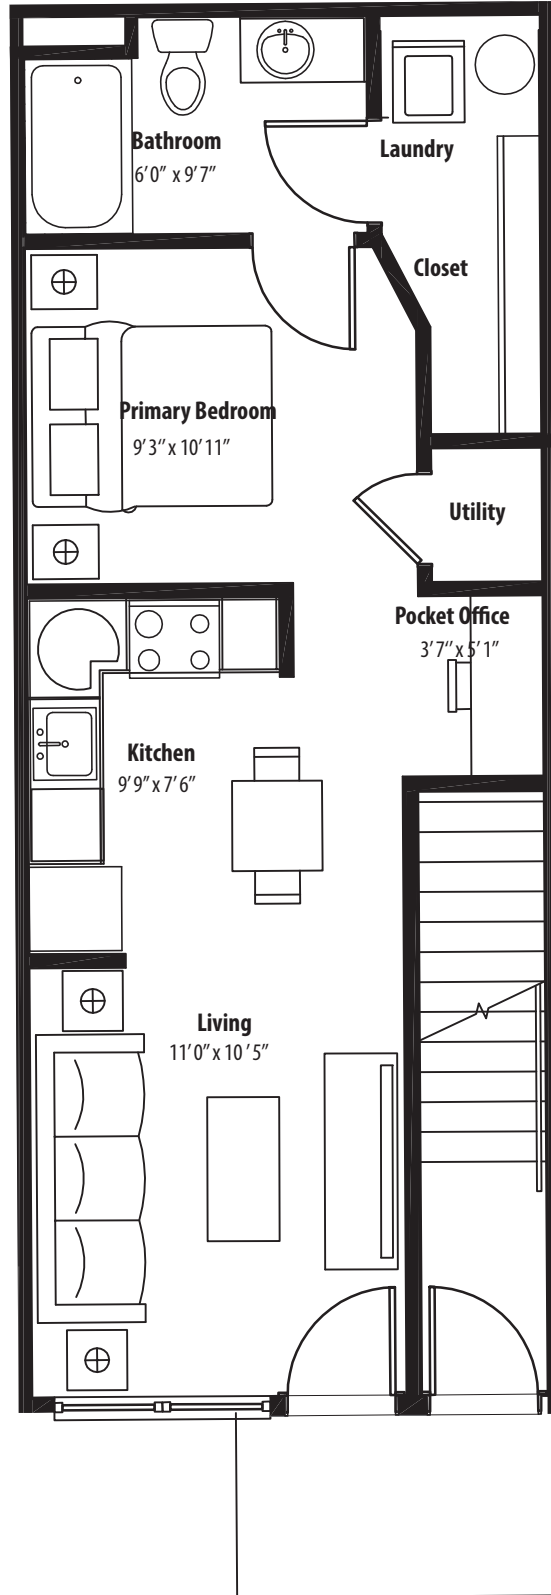 Bathroom
6’0” x 9’7”
Laundry
Closet
Primary Bedroom
9’3” x 10’11”
Utility
Pocket Office
3’7” x 5’1”
Kitchen
9’9” x 7’6”
Living
11’0” x 10’5”